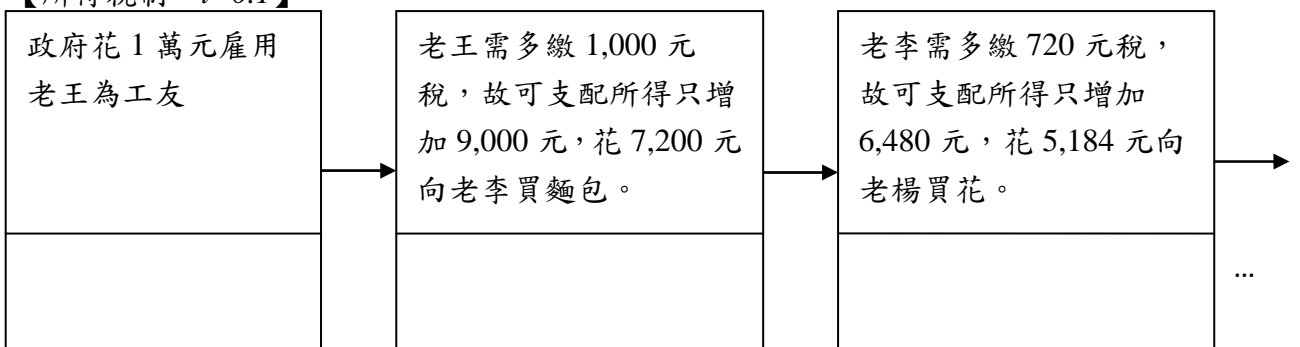 政府花 1 萬元雇用
老王為工友
老王需多繳 1,000 元
稅，故可支配所得只增
加 9,000 元，花 7,200 元
向老李買麵包。
老李需多繳 720 元稅，
故可支配所得只增加
6,480 元，花 5,184 元向
老楊買花。
...